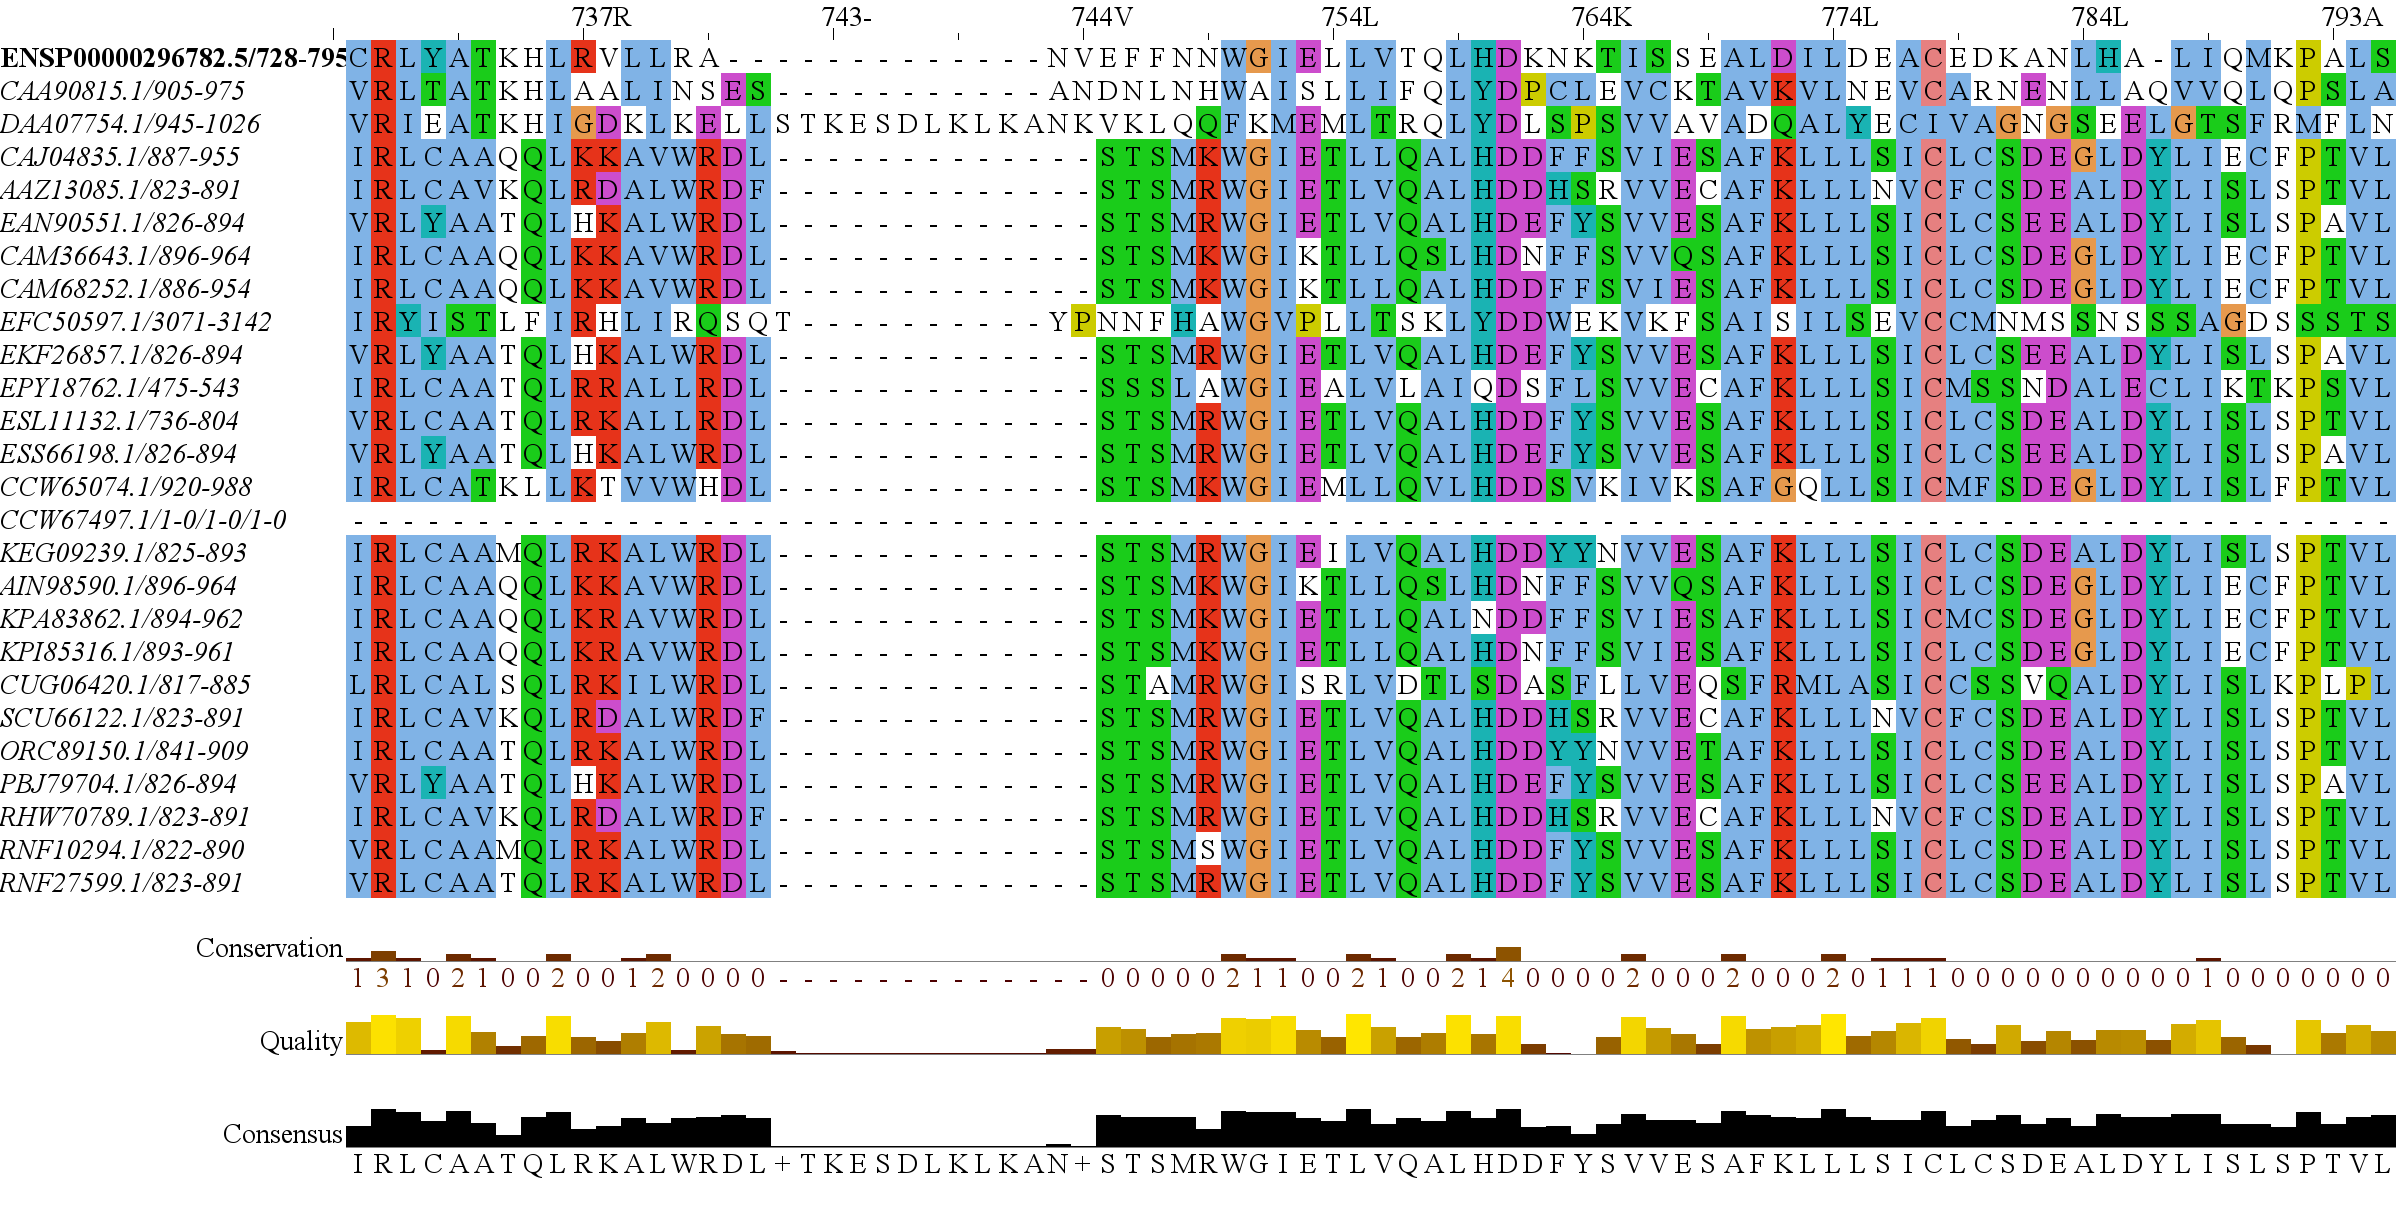 737R 743- 744V 754L 764K 774L 784L 793A
ENSP00000296782.5/728-795 CRLYATKHLRVLLRA-------------NVEFFNNWGIELLVTQLHDKNKTISSEALDILDEACEDKANLHA-LIQMKPALS
CAA90815.1/905-975 VRLTATKHLAALINSES-----------ANDNLNHWAISLLIFQLYDPCLEVCKTAVKVLNEVCARNENLLAQVVQLQPSLA
DAA07754.1/945-1026 VRIEATKHIGDKLKELLSTKESDLKLKANKVKLQQFKMEMLTRQLYDLSPSVVAVADQALYECIVAGNGSEELGTSFRMFLN
CAJ04835.1/887-955 IRLCAAQQLKKAVWRDL-------------STSMKWGIETLLQALHDDFFSVIESAFKLLLSICLCSDEGLDYLIECFPTVL
AAZ13085.1/823-891 IRLCAVKQLRDALWRDF-------------STSMRWGIETLVQALHDDHSRVVECAFKLLLNVCFCSDEALDYLISLSPTVL
EAN90551.1/826-894 VRLYAATQLHKALWRDL-------------STSMRWGIETLVQALHDEFYSVVESAFKLLLSICLCSEEALDYLISLSPAVL
CAM36643.1/896-964 IRLCAAQQLKKAVWRDL-------------STSMKWGIKTLLQSLHDNFFSVVQSAFKLLLSICLCSDEGLDYLIECFPTVL
CAM68252.1/886-954 IRLCAAQQLKKAVWRDL-------------STSMKWGIKTLLQALHDDFFSVIESAFKLLLSICLCSDEGLDYLIECFPTVL
EFC50597.1/3071-3142 IRYISTLFIRHLIRQSQT----------YPNNFHAWGVPLLTSKLYDDWEKVKFSAISILSEVCCMNMSSNSSSAGDSSSTS
EKF26857.1/826-894 VRLYAATQLHKALWRDL-------------STSMRWGIETLVQALHDEFYSVVESAFKLLLSICLCSEEALDYLISLSPAVL
EPY18762.1/475-543 IRLCAATQLRRALLRDL-------------SSSLAWGIEALVLAIQDSFLSVVECAFKLLLSICMSSNDALECLIKTKPSVL
ESL11132.1/736-804 VRLCAATQLRKALLRDL-------------STSMRWGIETLVQALHDDFYSVVESAFKLLLSICLCSDEALDYLISLSPTVL
ESS66198.1/826-894 VRLYAATQLHKALWRDL-------------STSMRWGIETLVQALHDEFYSVVESAFKLLLSICLCSEEALDYLISLSPAVL
CCW65074.1/920-988 IRLCATKLLKTVVWHDL-------------STSMKWGIEMLLQVLHDDSVKIVKSAFGQLLSICMFSDEGLDYLISLFPTVL
CCW67497.1/1-0/1-0/1-0 ----------------------------------------------------------------------------------
KEG09239.1/825-893 IRLCAAMQLRKALWRDL-------------STSMRWGIEILVQALHDDYYNVVESAFKLLLSICLCSDEALDYLISLSPTVL
AIN98590.1/896-964 IRLCAAQQLKKAVWRDL-------------STSMKWGIKTLLQSLHDNFFSVVQSAFKLLLSICLCSDEGLDYLIECFPTVL
KPA83862.1/894-962 IRLCAAQQLKRAVWRDL-------------STSMKWGIETLLQALNDDFFSVIESAFKLLLSICMCSDEGLDYLIECFPTVL
KPI85316.1/893-961 IRLCAAQQLKRAVWRDL-------------STSMKWGIETLLQALHDNFFSVIESAFKLLLSICLCSDEGLDYLIECFPTVL
CUG06420.1/817-885 LRLCALSQLRKILWRDL-------------STAMRWGISRLVDTLSDASFLLVEQSFRMLASICCSSVQALDYLISLKPLPL
SCU66122.1/823-891 IRLCAVKQLRDALWRDF-------------STSMRWGIETLVQALHDDHSRVVECAFKLLLNVCFCSDEALDYLISLSPTVL
ORC89150.1/841-909 IRLCAATQLRKALWRDL-------------STSMRWGIETLVQALHDDYYNVVETAFKLLLSICLCSDEALDYLISLSPTVL
PBJ79704.1/826-894 VRLYAATQLHKALWRDL-------------STSMRWGIETLVQALHDEFYSVVESAFKLLLSICLCSEEALDYLISLSPAVL
RHW70789.1/823-891 IRLCAVKQLRDALWRDF-------------STSMRWGIETLVQALHDDHSRVVECAFKLLLNVCFCSDEALDYLISLSPTVL
RNF10294.1/822-890 VRLCAAMQLRKALWRDL-------------STSMSWGIETLVQALHDDFYSVVESAFKLLLSICLCSDEALDYLISLSPTVL
RNF27599.1/823-891 VRLCAATQLRKALWRDL-------------STSMRWGIETLVQALHDDFYSVVESAFKLLLSICLCSDEALDYLISLSPTVL
Conservation
13102100200120000-------------0000021100210021400002000200020111000000000010000000
Quality
Consensus
IRLCAATQLRKALWRDL+TKESDLKLKAN+STSMRWGIETLVQALHDDFYSVVESAFKLLLSICLCSDEALDYLISLSPTVL